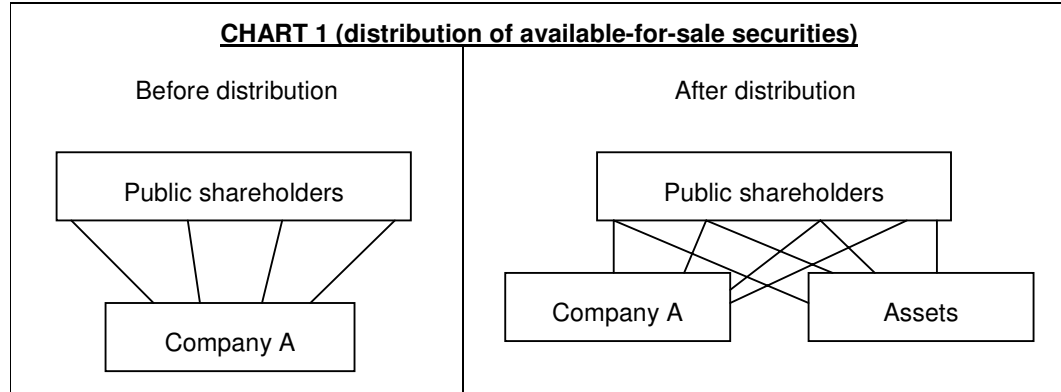 CHART 1 (distribution of available-for-sale securities)
Before distribution
Public shareholders
Company A
After distribution
Public shareholders
Company A
Assets